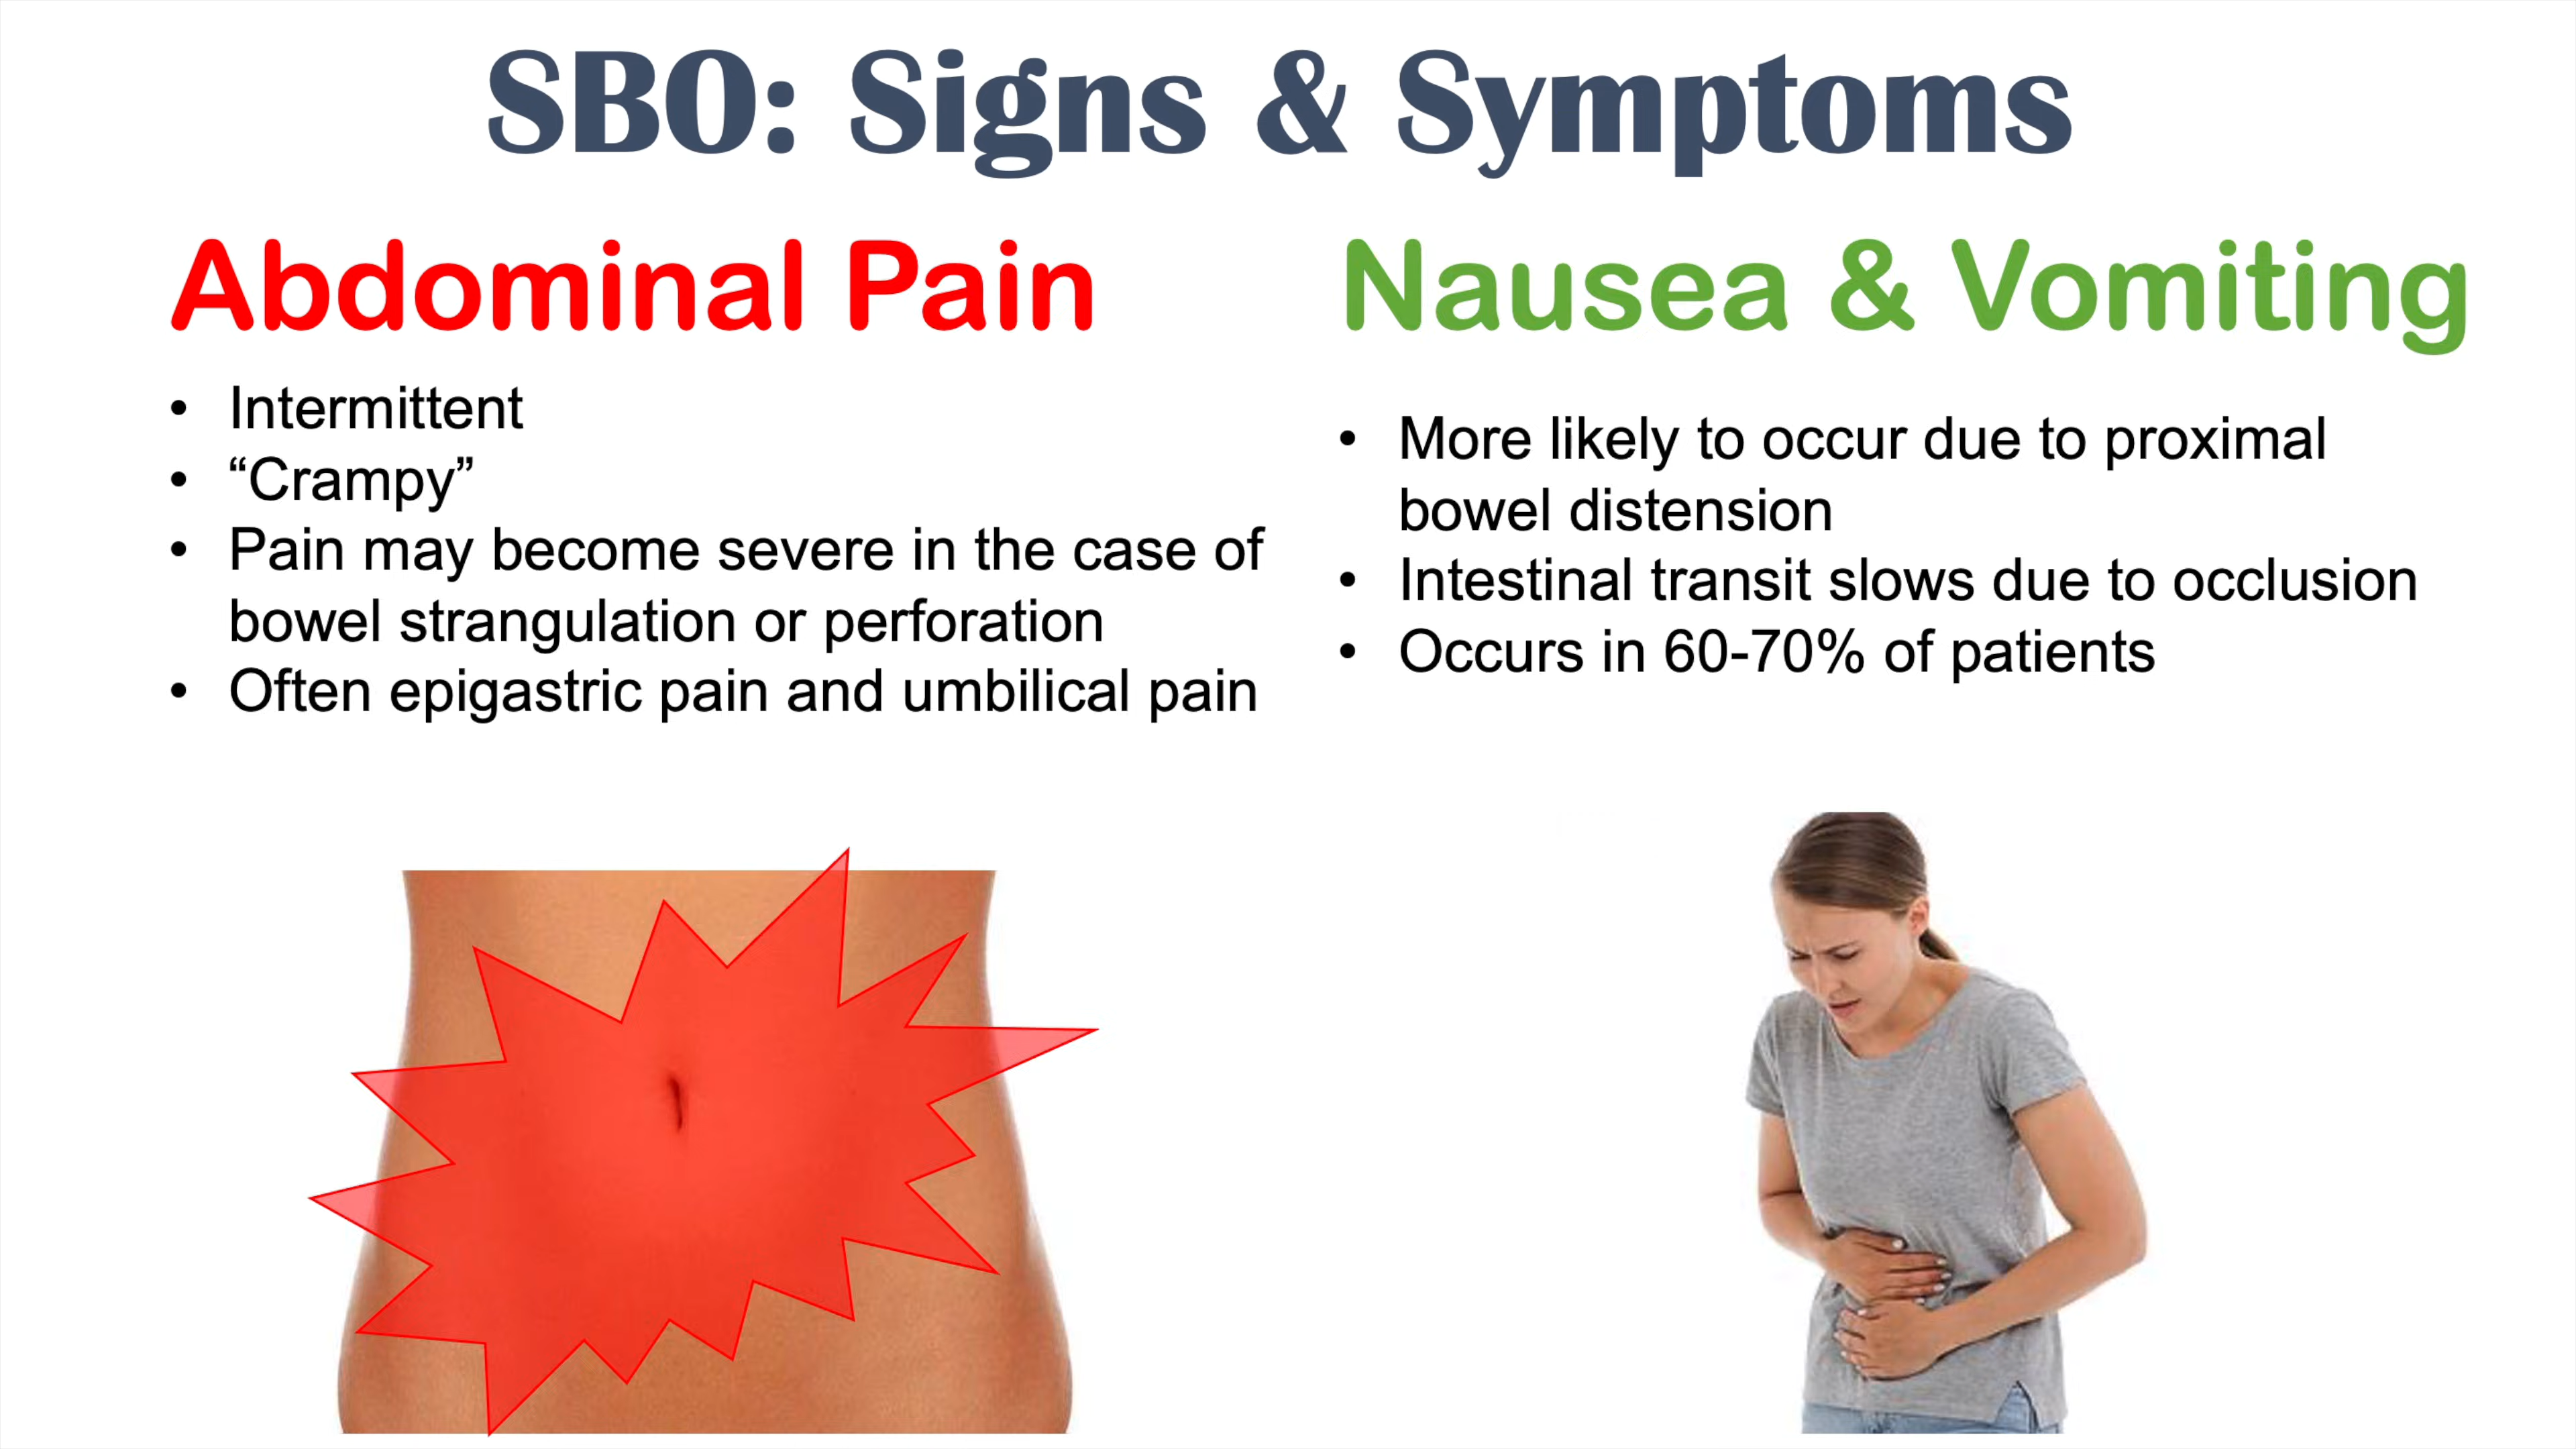 SBO: Signs & Symptoms
Abdominal Pain
• Intermittent
• “Crampy”
• Pain may become severe in the case of
bowel strangulation or perforation
• Often epigastric pain and umbilical pain
Nausea & Vomiting
• More likely to occur due to proximal
bowel distension
• Intestinal transit slows due to occlusion
• Occurs in 60-70% of patients